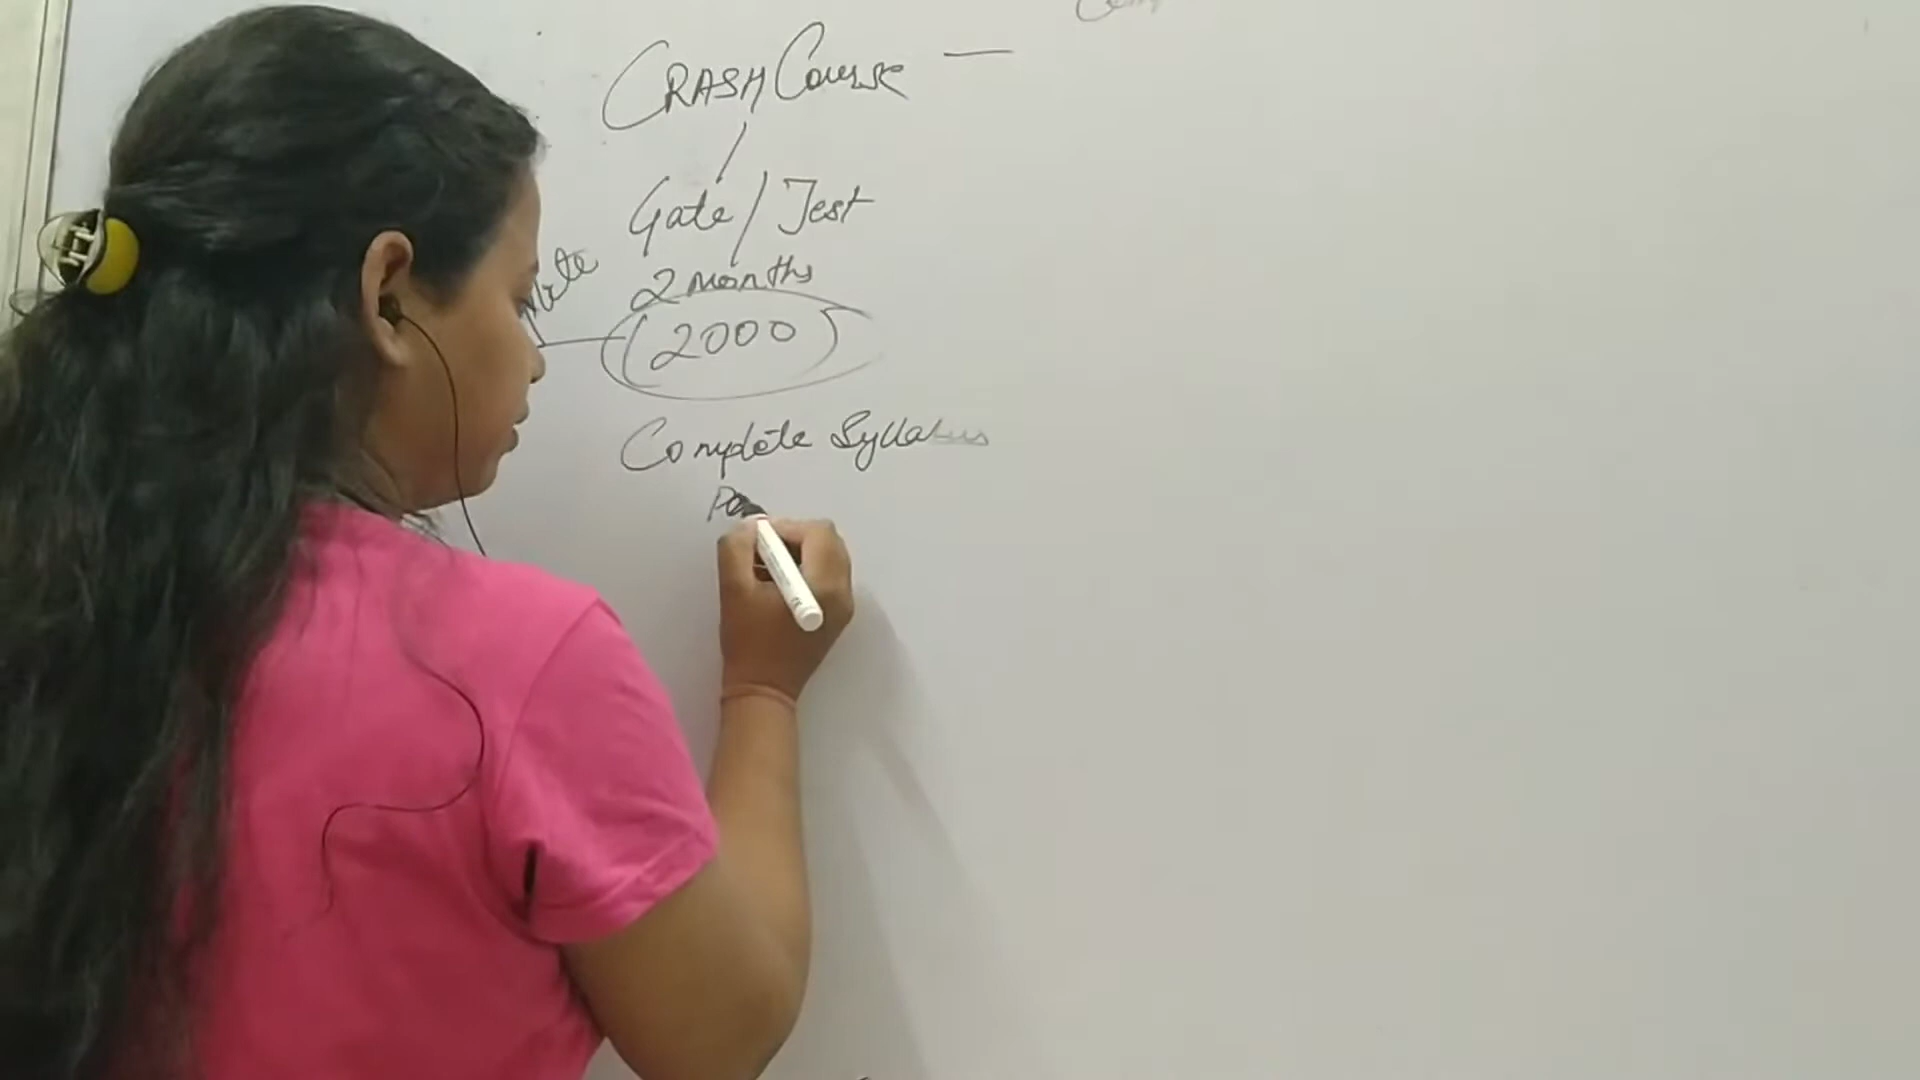 CRASH Course —
Gate / Test
2 months
(2000)
Complete Syllabus